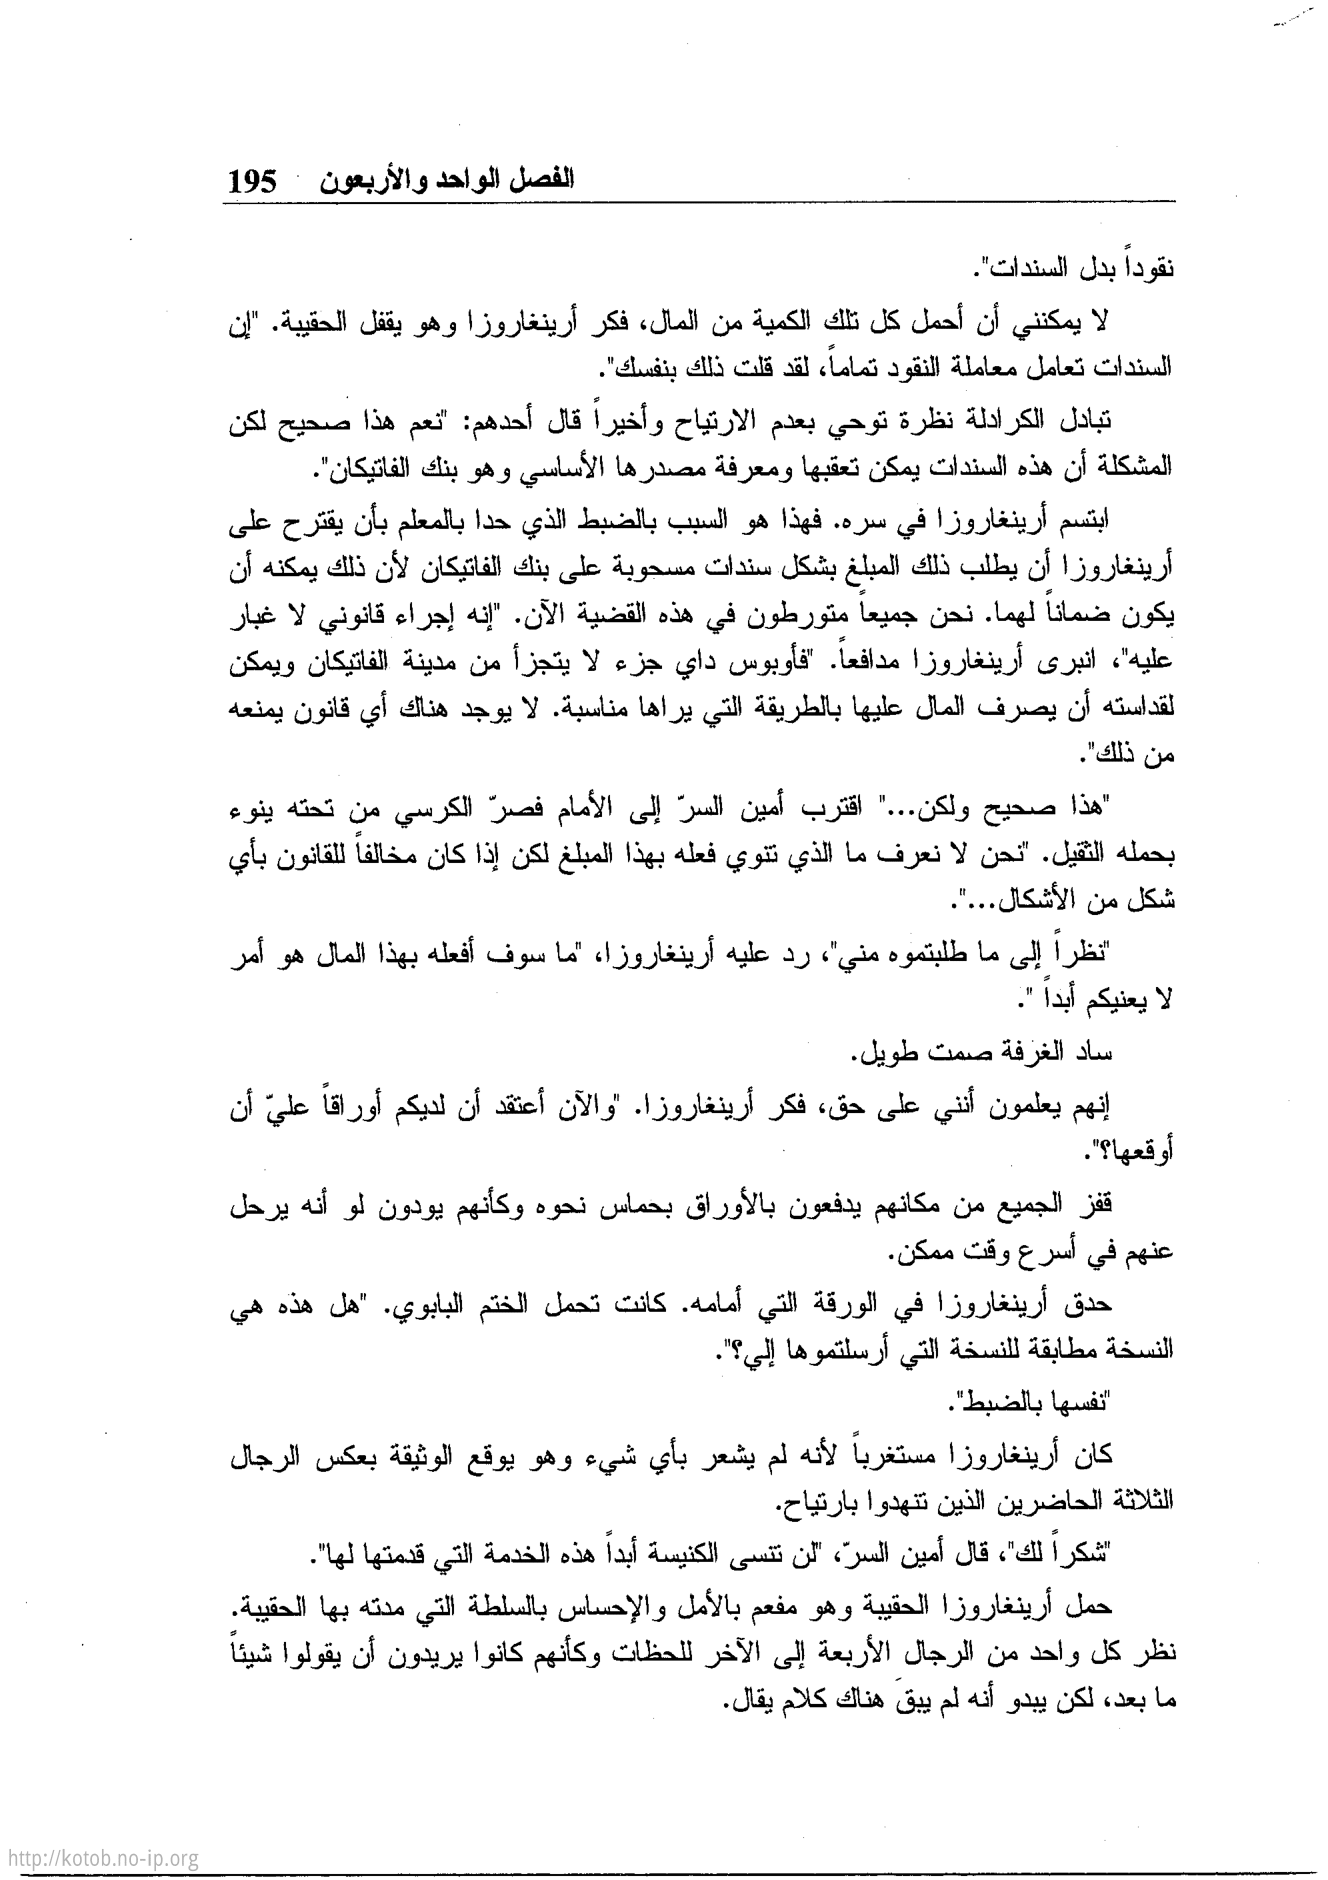 الفصل الواحد والأربعون 195
نقوداً بدل السندات".
لا يمكنني أن أحمل كل تلك الكمية من المال، فكر أرينغاروزا وهو يقفل الحقيبة. "إن
السندات تعامل معاملة النقود تماماً، لقد قلت ذلك بنفسك".
تبادل الكرادلة نظرة توحي بعدم الارتياح وأخيراً قال أحدهم: "نعم هذا صحيح لكن
المشكلة أن هذه السندات يمكن تعقبها ومعرفة مصدرها الأساسي وهو بنك الفاتيكان".
ابتسم أرينغاروزا في سره. فهذا هو السبب بالضبط الذي حدا بالمعلم بأن يقترح على
أرينغاروزا أن يطلب ذلك المبلغ بشكل سندات مسحوبة على بنك الفاتيكان لأن ذلك يمكنه أن
يكون ضماناً لهما. نحن جميعاً متورطون في هذه القضية الآن. "إنه إجراء قانوني لا غبار
عليه"، انبرى أرينغاروزا مدافعاً. "فأوبوس داي جزء لا يتجزأ من مدينة الفاتيكان ويمكن
لقداسته أن يصرف المال عليها بالطريقة التي يراها مناسبة. لا يوجد هناك أي قانون يمنعه
من ذلك".
"هذا صحيح ولكن..." اقترب أمين السرّ إلى الأمام فصرّ الكرسي من تحته ينوء
بحمله الثقيل. "نحن لا نعرف ما الذي تنوي فعله بهذا المبلغ لكن إذا كان مخالفاً للقانون بأي
شكل من الأشكال...".
"نظراً إلى ما طلبتموه مني"، رد عليه أرينغاروزا، "ما سوف أفعله بهذا المال هو أمر
لا يعنيكم أبداً ".
ساد الغرفة صمت طويل.
إنهم يعلمون أنني على حق، فكر أرينغاروزا. "والآن أعتقد أن لديكم أوراقاً عليّ أن
أوقعها؟".
قفز الجميع من مكانهم يدفعون بالأوراق بحماس نحوه وكأنهم يودون لو أنه يرحل
عنهم في أسرع وقت ممكن.
حدق أرينغاروزا في الورقة التي أمامه. كانت تحمل الختم البابوي. "هل هذه هي
النسخة مطابقة للنسخة التي أرسلتموها إلي؟".
"نفسها بالضبط".
كان أرينغاروزا مستغرباً لأنه لم يشعر بأي شيء وهو يوقع الوثيقة بعكس الرجال
الثلاثة الحاضرين الذين تنهدوا بارتياح.
"شكراً لك"، قال أمين السرّ، "لن تنسى الكنيسة أبداً هذه الخدمة التي قدمتها لها".
حمل أرينغاروزا الحقيبة وهو مفعم بالأمل والإحساس بالسلطة التي مدته بها الحقيبة.
نظر كل واحد من الرجال الأربعة إلى الآخر للحظات وكأنهم كانوا يريدون أن يقولوا شيئاً
ما بعد، لكن يبدو أنه لم يبقَ هناك كلام يقال.
http://kotob.no-ip.org